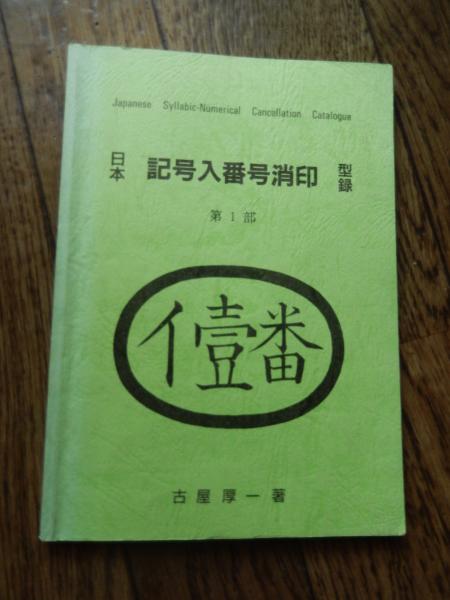 Japanese Syllabic-Numerical Cancellation Catalogue
日本 記号入番号消印 型録
第1部
イ壹番
古屋厚一著